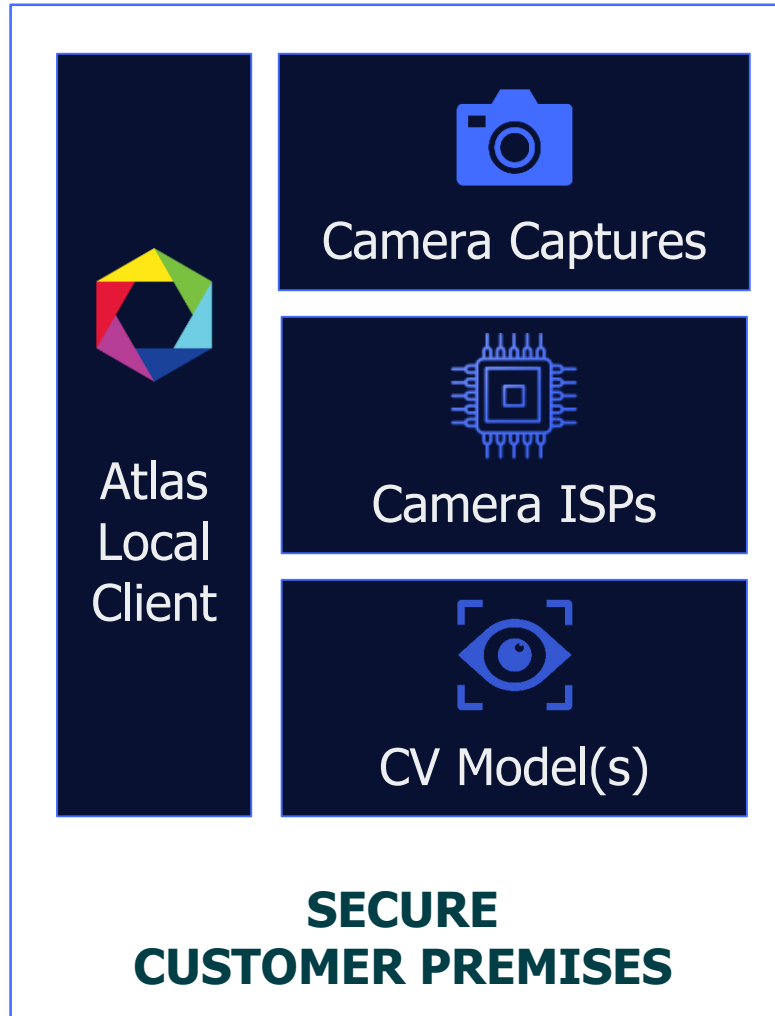 Atlas
Local
Client
Camera Captures
Camera ISPs
CV Model(s)
SECURE
CUSTOMER PREMISES